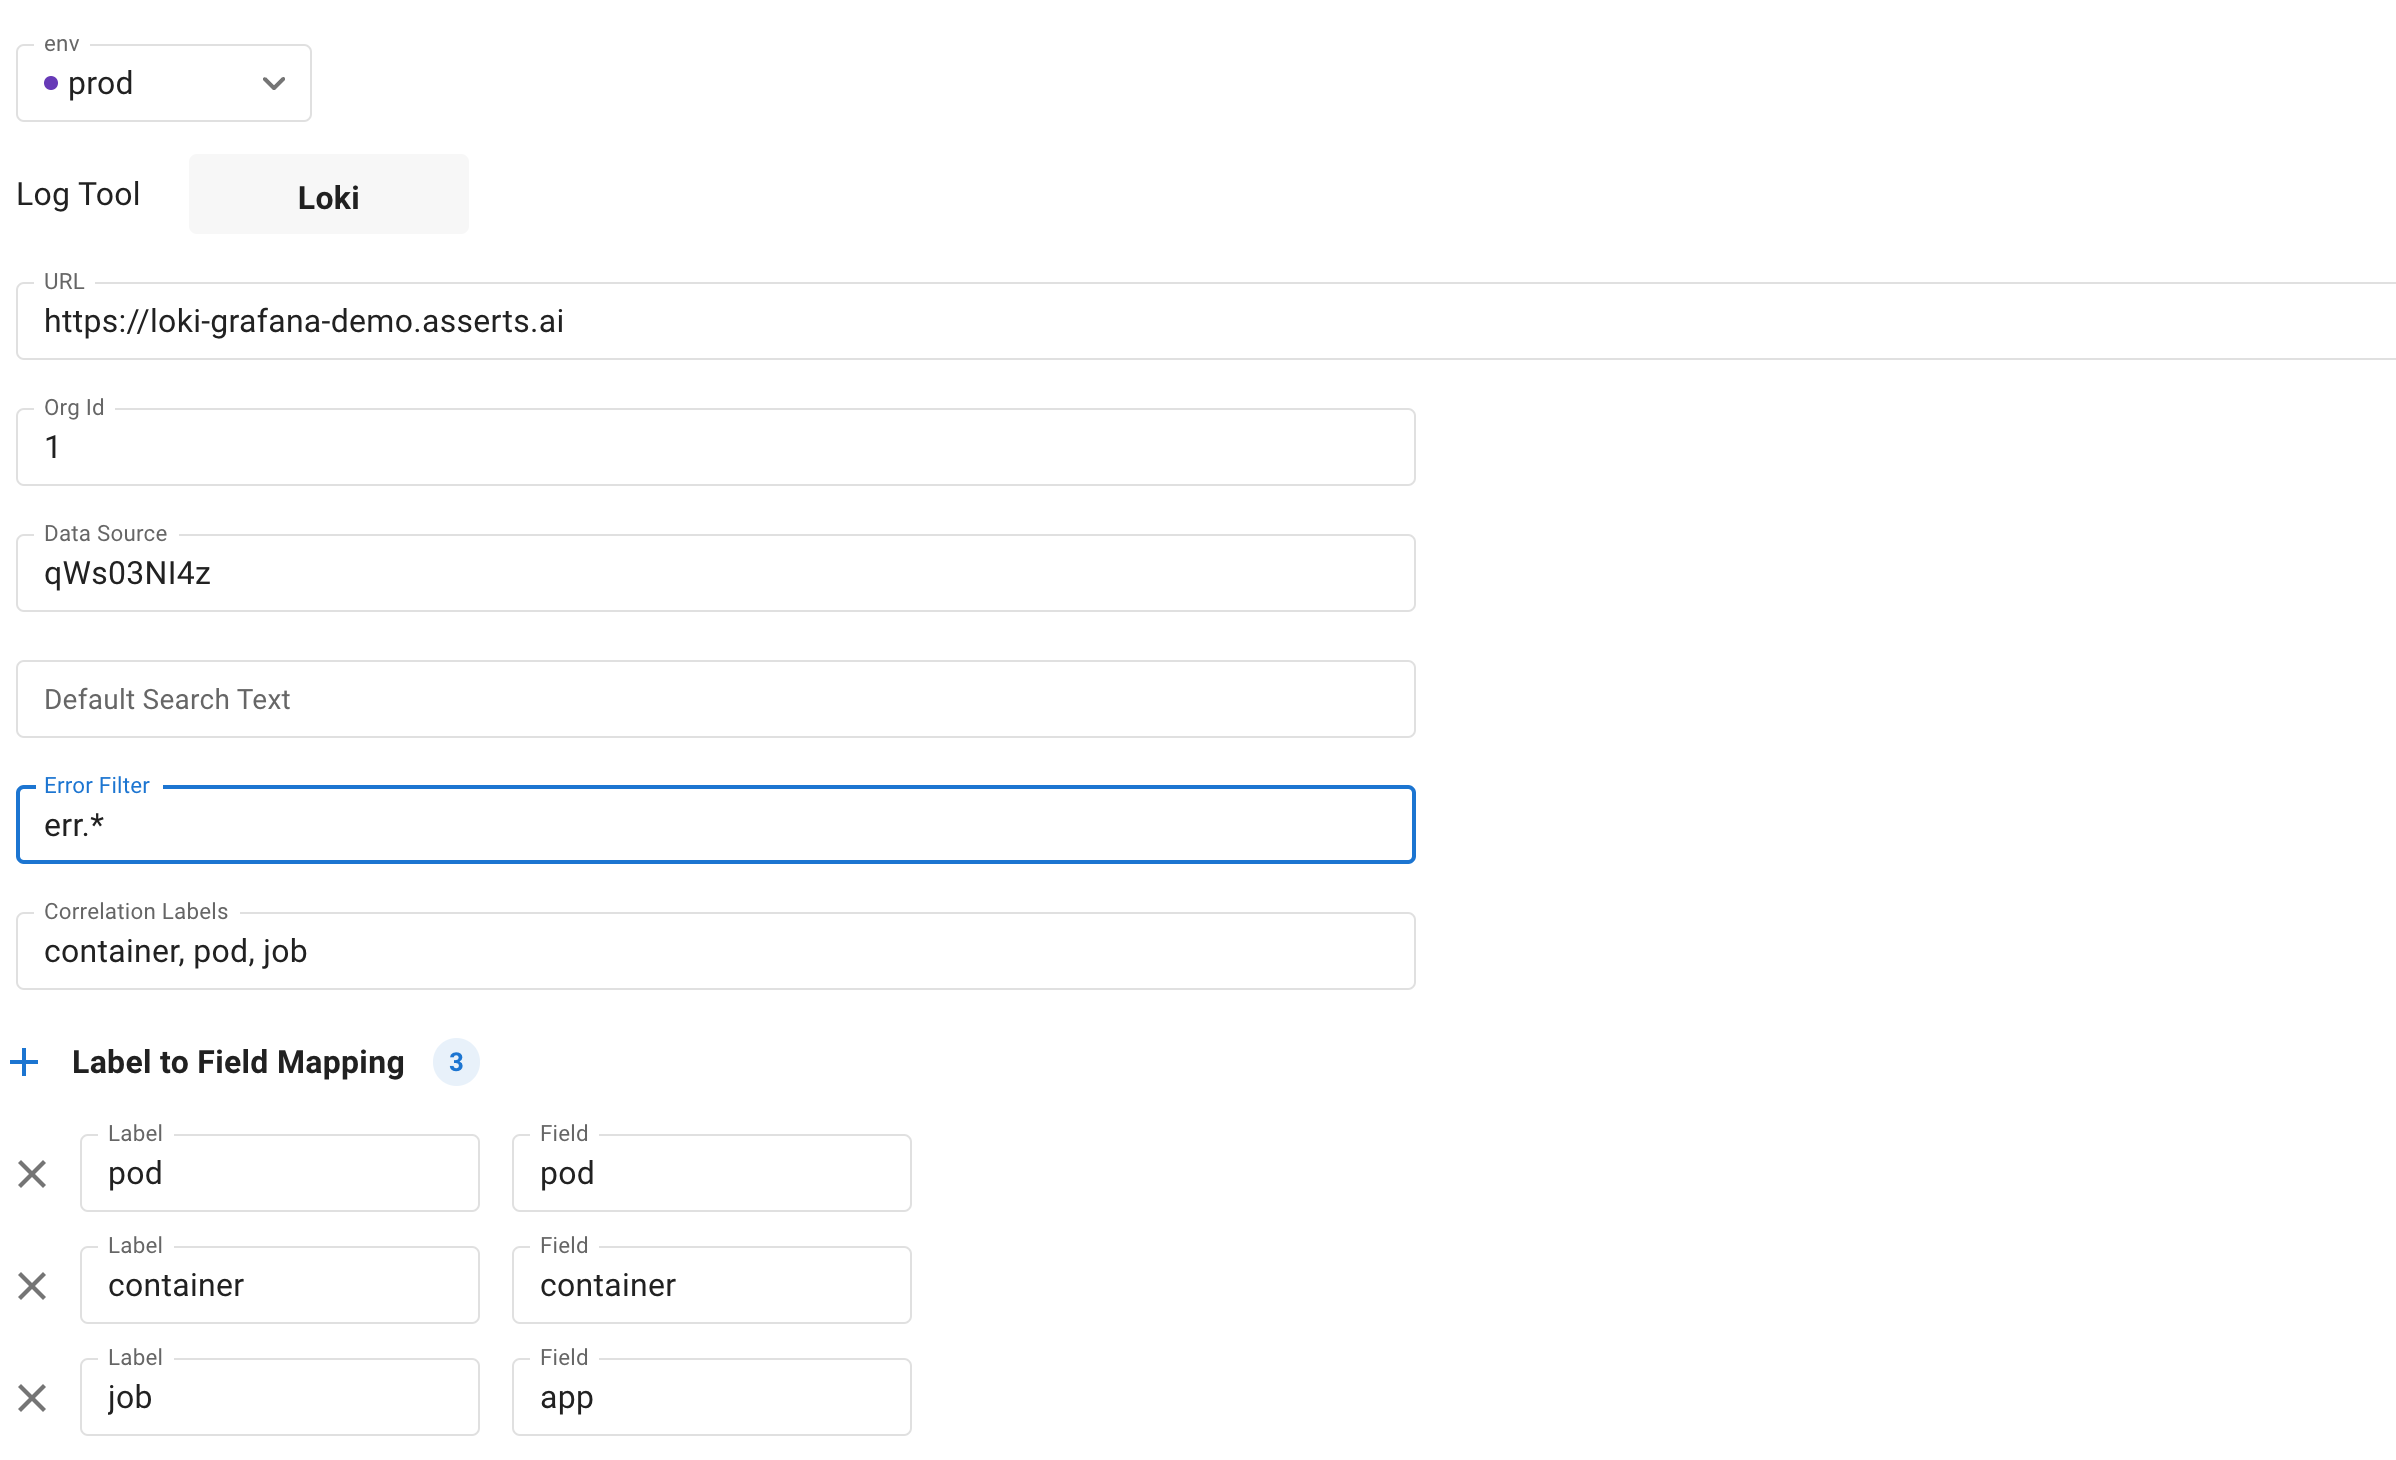 env
prod
Log Tool
Loki
URL
https://loki-grafana-demo.asserts.ai
Org Id
1
Data Source
qWs03NI4z
Default Search Text
Error Filter
err.*
Correlation Labels
container, pod, job
Label to Field Mapping 3
Label Field
pod pod
Label Field
container container
Label Field
job app